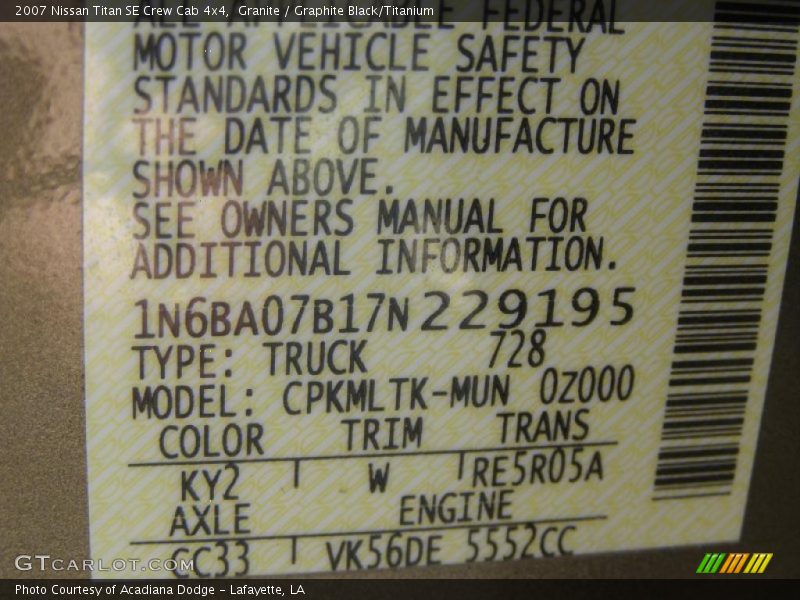 2007 Nissan Titan SE Crew Cab 4x4, Granite / Graphite Black/Titanium
ALL APPLICABLE FEDERAL
MOTOR VEHICLE SAFETY
STANDARDS IN EFFECT ON
THE DATE OF MANUFACTURE
SHOWN ABOVE.
SEE OWNERS MANUAL FOR
ADDITIONAL INFORMATION.
1N6BA07B17N229195
TYPE: TRUCK 728
MODEL: CPKMLTK-MUN 0Z000
COLOR TRIM TRANS
KY2 W RE5R05A
AXLE ENGINE
CC33 VK56DE 5552CC
GTCARLOT.COM
Photo Courtesy of Acadiana Dodge - Lafayette, LA